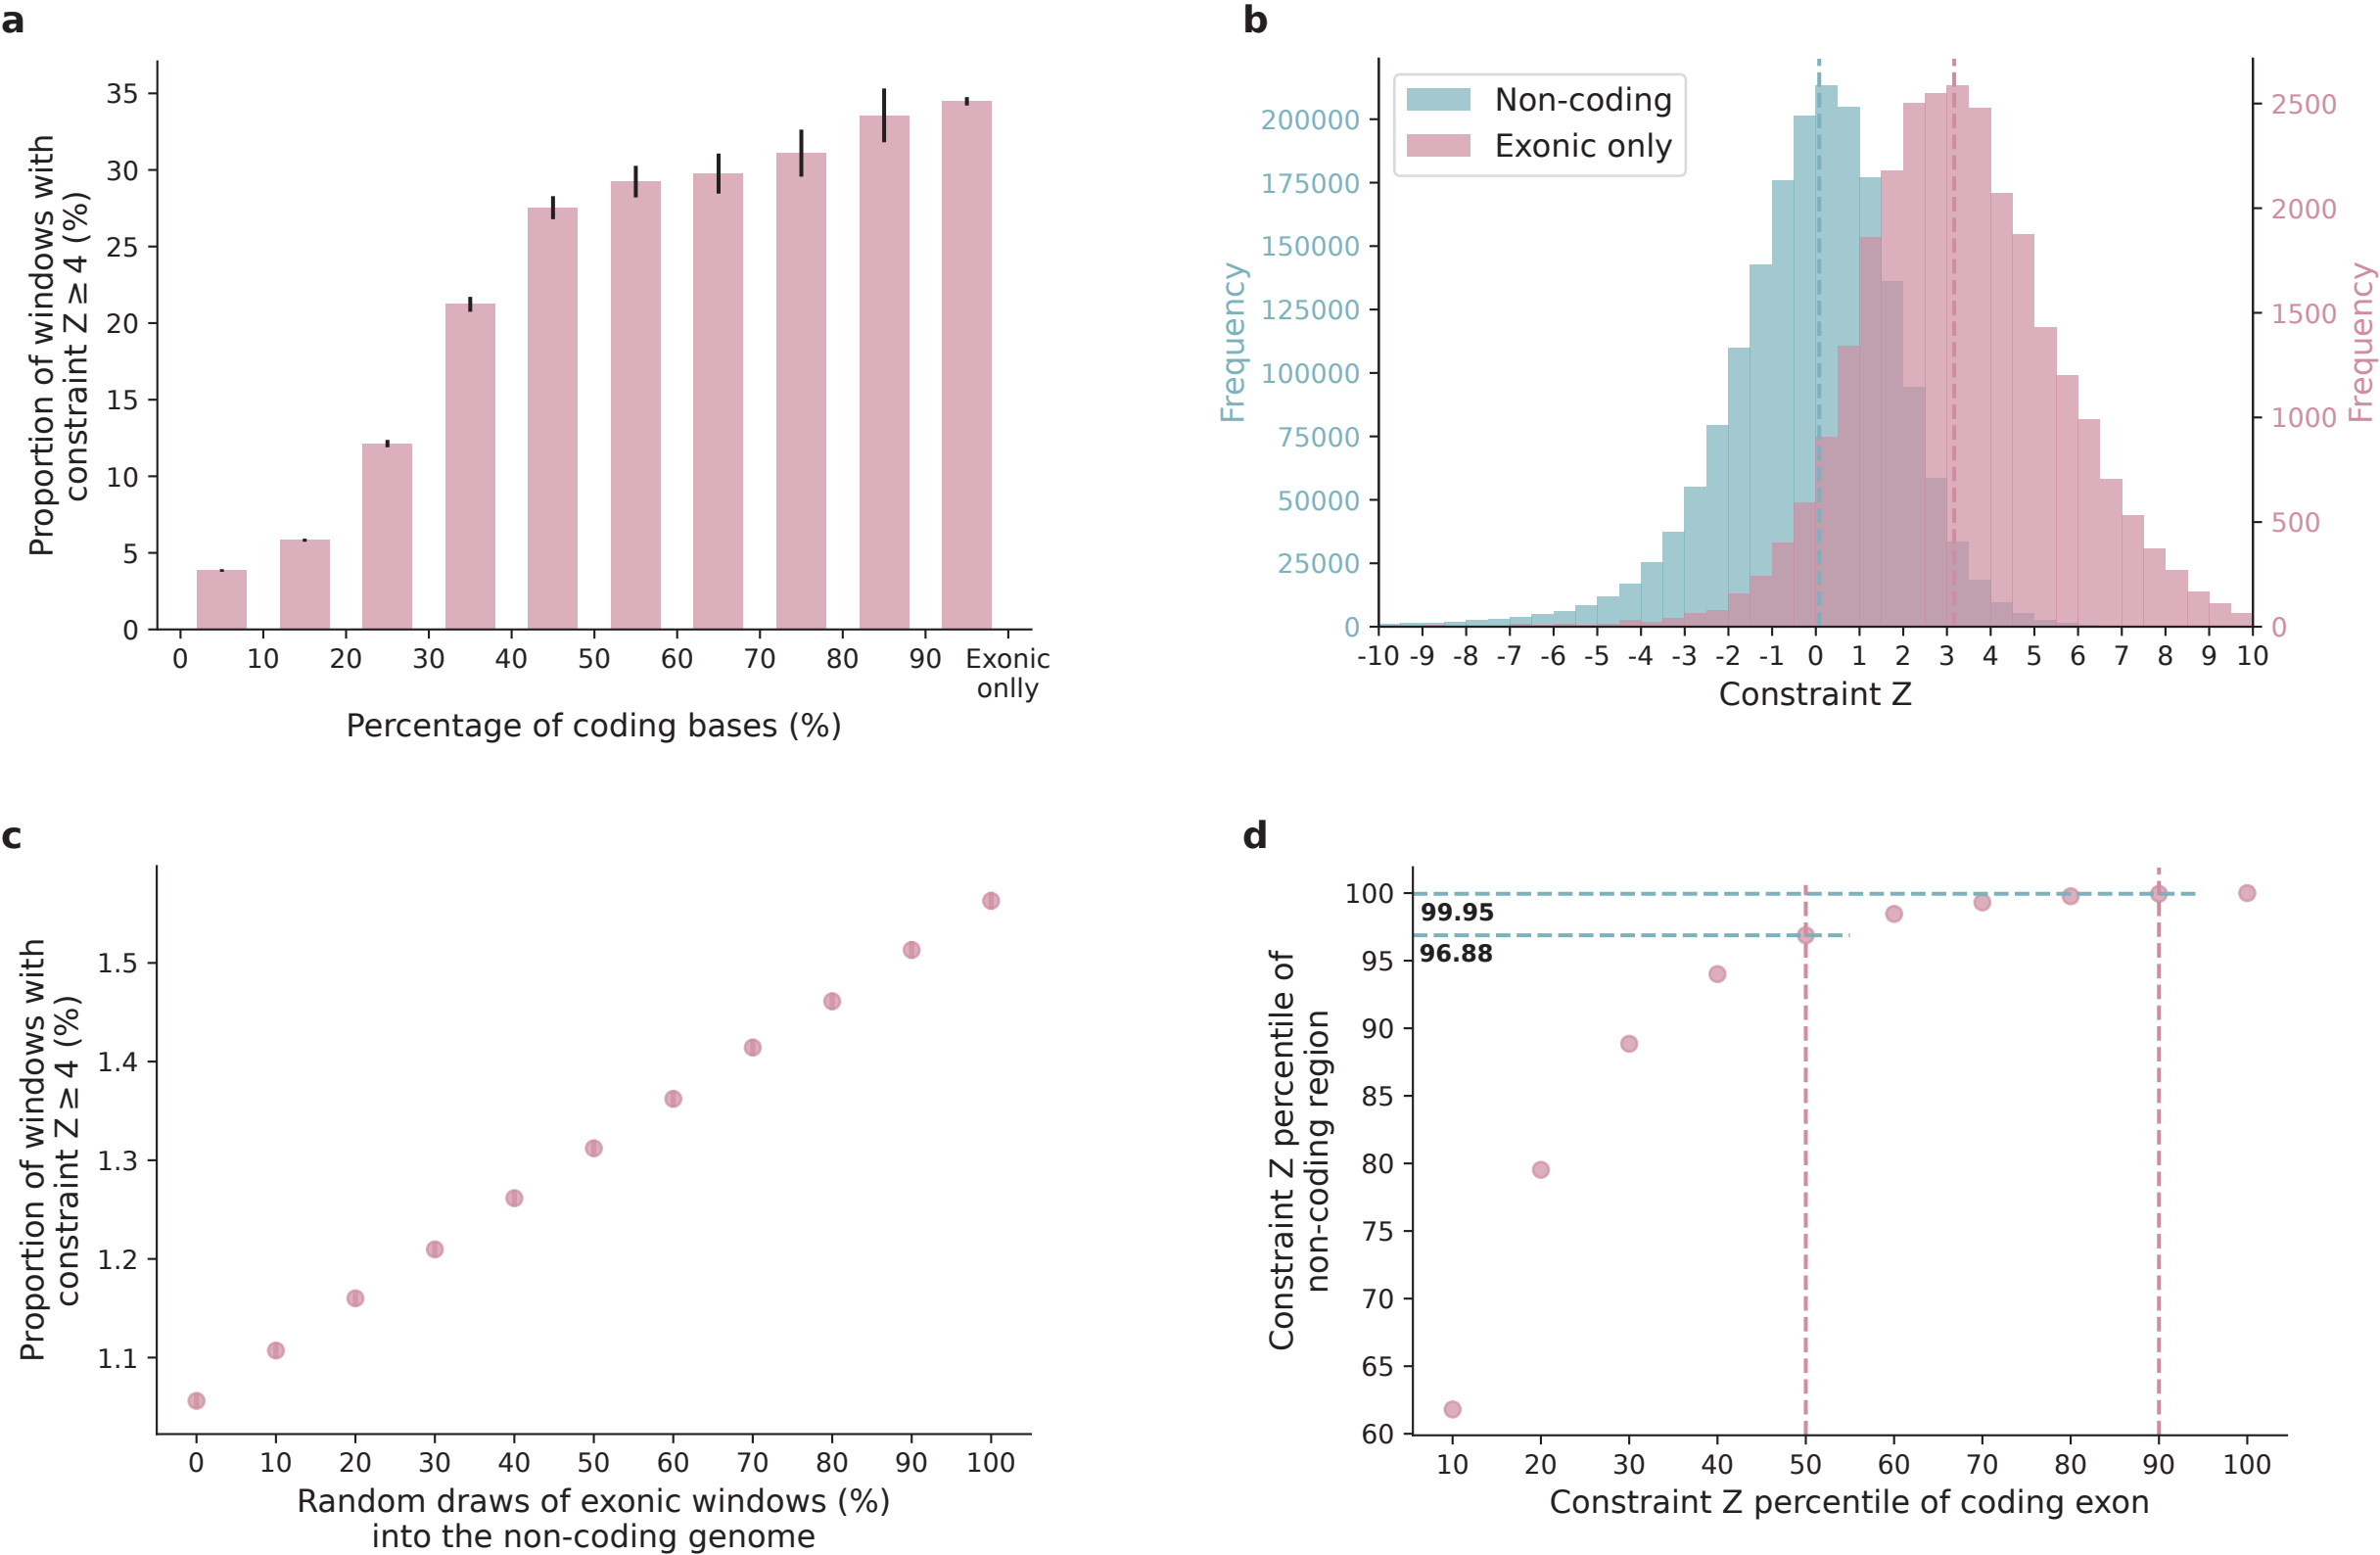 a
Proportion of windows with
constraint Z ≥ 4 (%)
35
30
25
20
15
10
5
0
0 10 20 30 40 50 60 70 80 90 Exonic
onlly
Percentage of coding bases (%)
b
Non-coding
Exonic only
Frequency
200000
175000
150000
125000
100000
75000
50000
25000
0
2500
2000
1500
1000
500
0
Frequency
-10 -9 -8 -7 -6 -5 -4 -3 -2 -1 0 1 2 3 4 5 6 7 8 9 10
Constraint Z
c
Proportion of windows with
constraint Z ≥ 4 (%)
1.5
1.4
1.3
1.2
1.1
0 10 20 30 40 50 60 70 80 90 100
Random draws of exonic windows (%)
into the non-coding genome
d
Constraint Z percentile of
non-coding region
100
95
90
85
80
75
70
65
60
99.95
96.88
10 20 30 40 50 60 70 80 90 100
Constraint Z percentile of coding exon